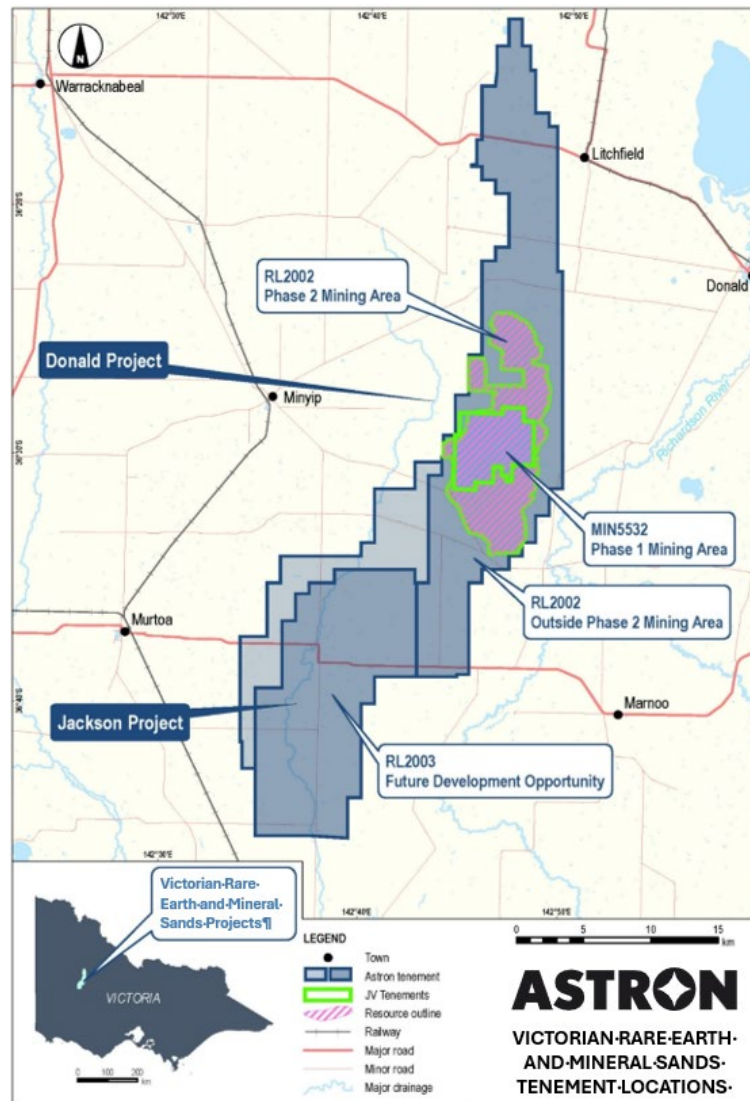 142°30'E
142°40'E
142°50'E
N
Warracknabeal
Litchfield
36°20'S
Donald
RL2002
Phase 2 Mining Area
Donald Project
Minyip
Richardson River
36°30'S
MIN5532
Phase 1 Mining Area
RL2002
Outside Phase 2 Mining Area
Murtoa
36°40'S
Marnoo
Jackson Project
RL2003
Future Development Opportunity
142°30'E
142°40'E
142°50'E
Victorian·Rare·
Earth·and·Mineral·
Sands·Projects¶
VICTORIA
0 100 200
km
LEGEND
Town
Astron tenement
JV Tenements
Resource outline
Railway
Major road
Minor road
Major drainage
0 5 10 15
km
ASTRON
VICTORIAN·RARE·EARTH·
AND·MINERAL·SANDS·
TENEMENT·LOCATIONS·